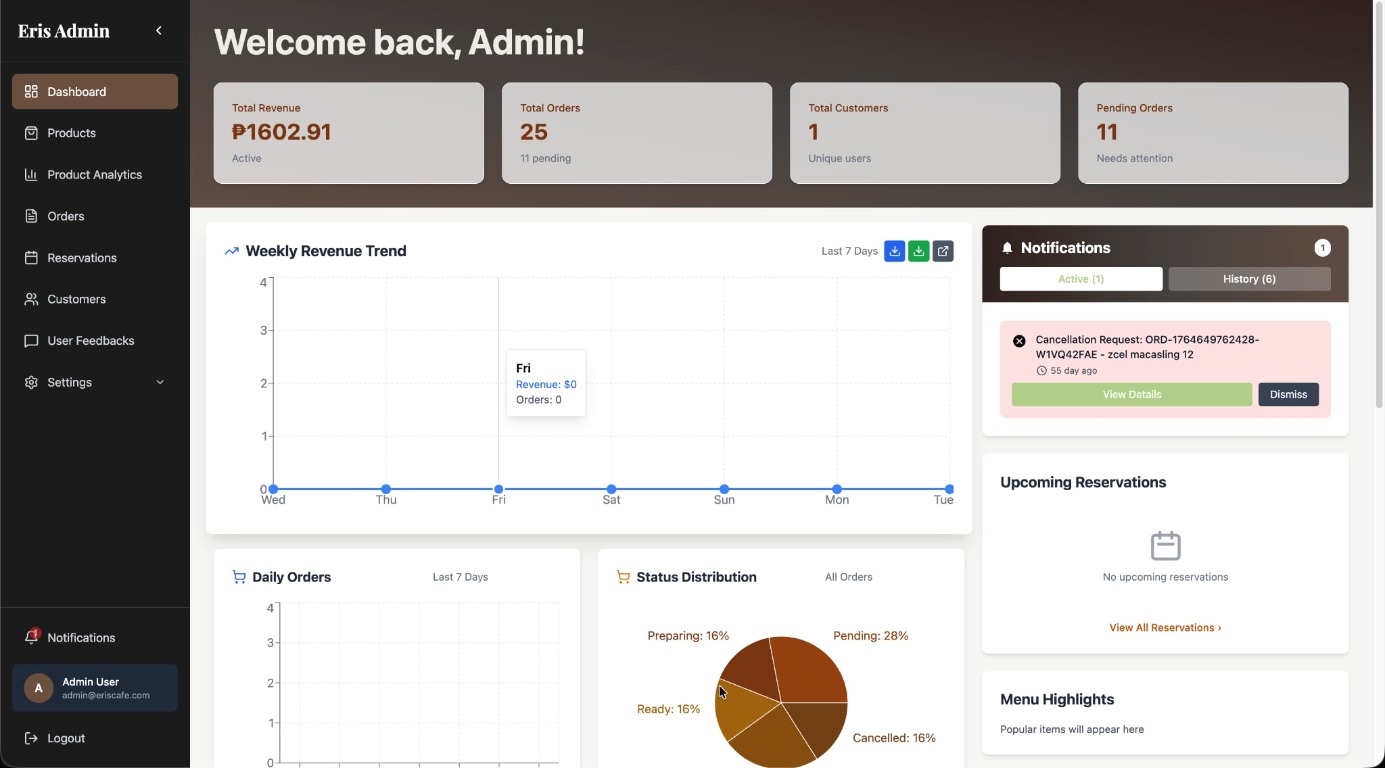 Eris Admin
Dashboard
Products
Product Analytics
Orders
Reservations
Customers
User Feedbacks
Settings
1
Notifications
A
Admin User
admin@eriscafe.com
Logout
Welcome back, Admin!
Total Revenue
₱1602.91
Active
Total Orders
25
11 pending
Total Customers
1
Unique users
Pending Orders
11
Needs attention
Weekly Revenue Trend
Last 7 Days
4
3
2
1
0
Wed Thu Fri Sat Sun Mon Tue
Fri
Revenue: $0
Orders: 0
Daily Orders
Last 7 Days
4
3
2
1
0
Status Distribution
All Orders
Preparing: 16%
Pending: 28%
Ready: 16%
Cancelled: 16%
Notifications
1
Active (1)
History (6)
Cancellation Request: ORD-1764649762428-
W1VQ42FAE - zcel macasling 12
55 day ago
View Details
Dismiss
Upcoming Reservations
No upcoming reservations
View All Reservations ›
Menu Highlights
Popular items will appear here